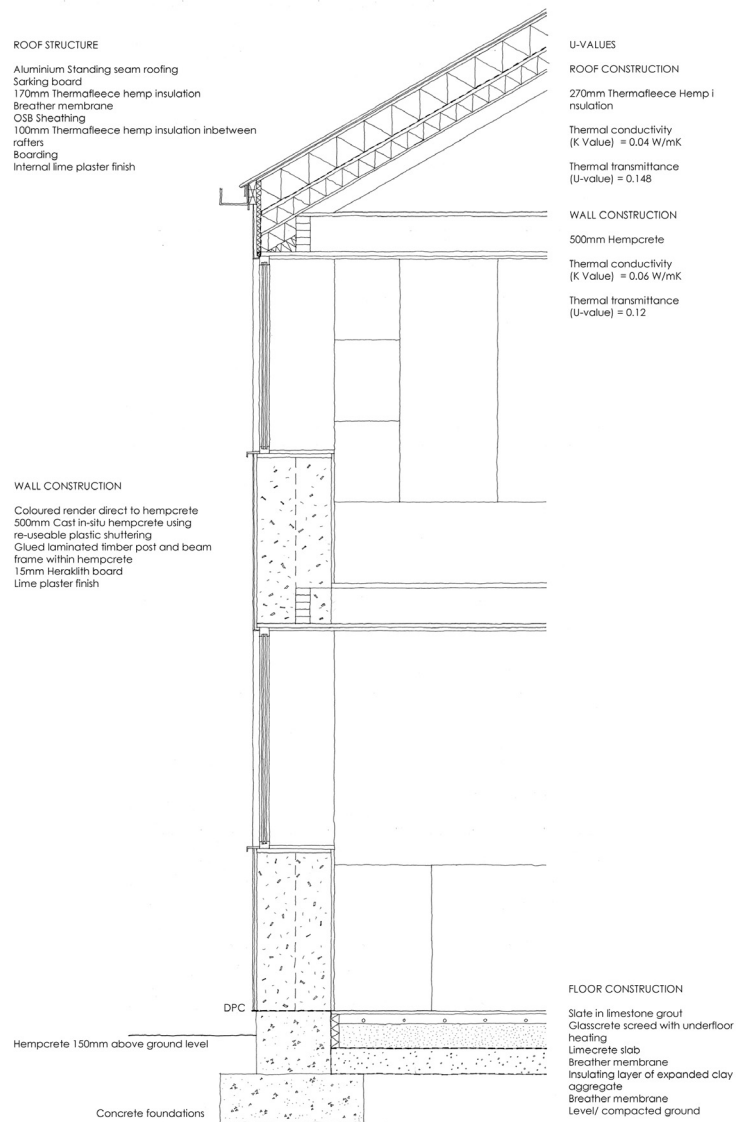 ROOF STRUCTURE
Aluminium Standing seam roofing
Sarking board
170mm Thermafleece hemp insulation
Breather membrane
OSB Sheathing
100mm Thermafleece hemp insulation inbetween
rafters
Boarding
Internal lime plaster finish
U-VALUES
ROOF CONSTRUCTION
270mm Thermafleece Hemp i
nsulation
Thermal conductivity
(K Value)  = 0.04 W/mK
Thermal transmittance
(U-value) = 0.148
WALL CONSTRUCTION
500mm Hempcrete
Thermal conductivity
(K Value)  = 0.06 W/mK
Thermal transmittance
(U-value) = 0.12
WALL CONSTRUCTION
Coloured render direct to hempcrete
500mm Cast in-situ hempcrete using
re-useable plastic shuttering
Glued laminated timber post and beam
frame within hempcrete
15mm Heraklith board
Lime plaster finish
DPC
Hempcrete 150mm above ground level
Concrete foundations
FLOOR CONSTRUCTION
Slate in limestone grout
Glasscrete screed with underfloor
heating
Limecrete slab
Breather membrane
Insulating layer of expanded clay
aggregate
Breather membrane
Level/ compacted ground